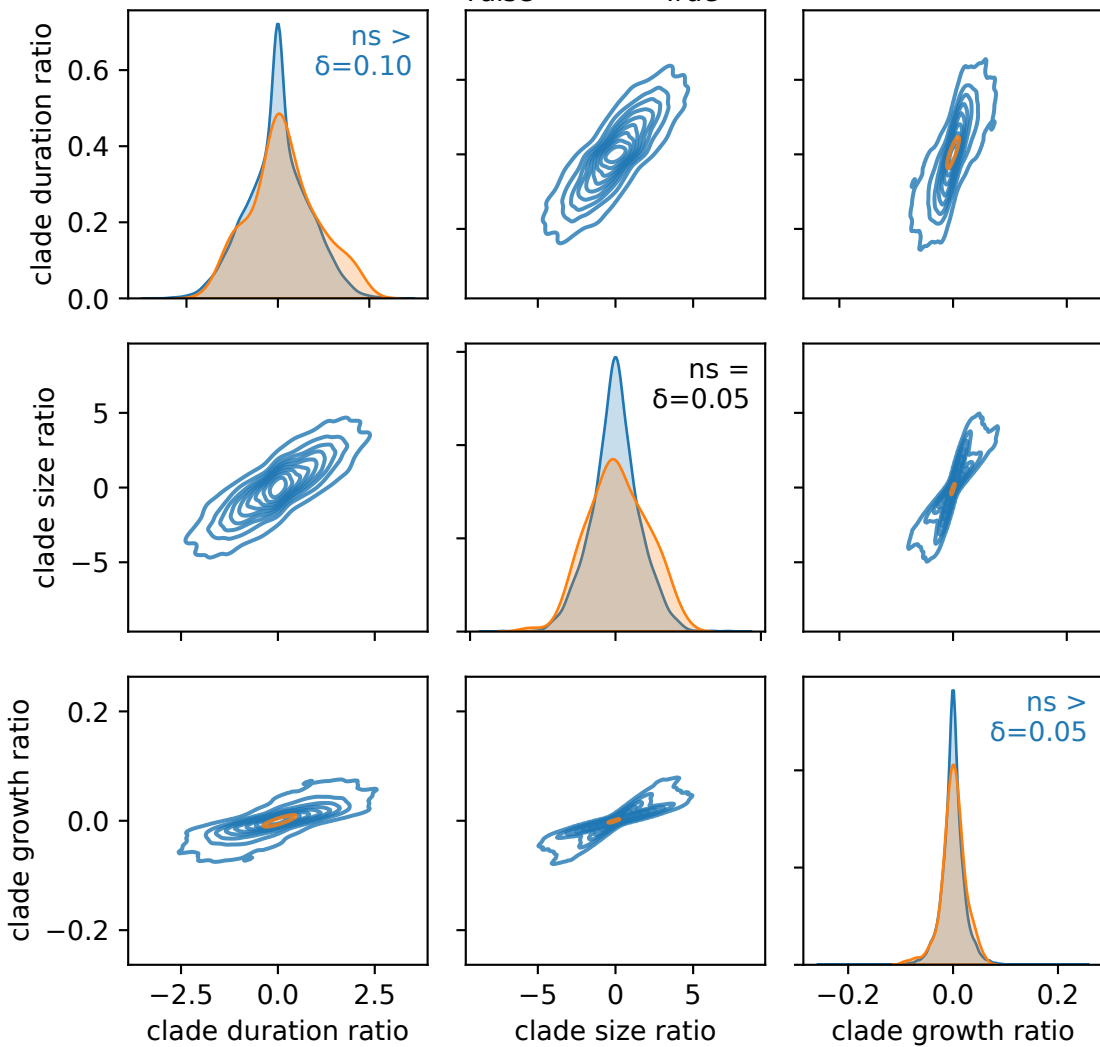 clade duration ratio
0.6
0.4
0.2
0.0
ns >
δ=0.10
clade size ratio
5
0
−5
ns =
δ=0.05
clade growth ratio
0.2
0.0
−0.2
ns >
δ=0.05
−2.5 0.0 2.5
−5 0 5
−0.2 0.0 0.2
clade duration ratio
clade size ratio
clade growth ratio